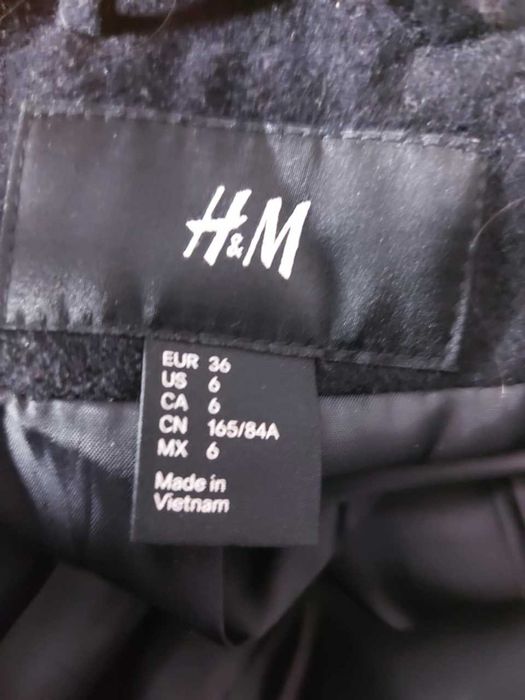 H&M
EUR 36
US 6
CA 6
CN 165/84A
MX 6
Made in
Vietnam